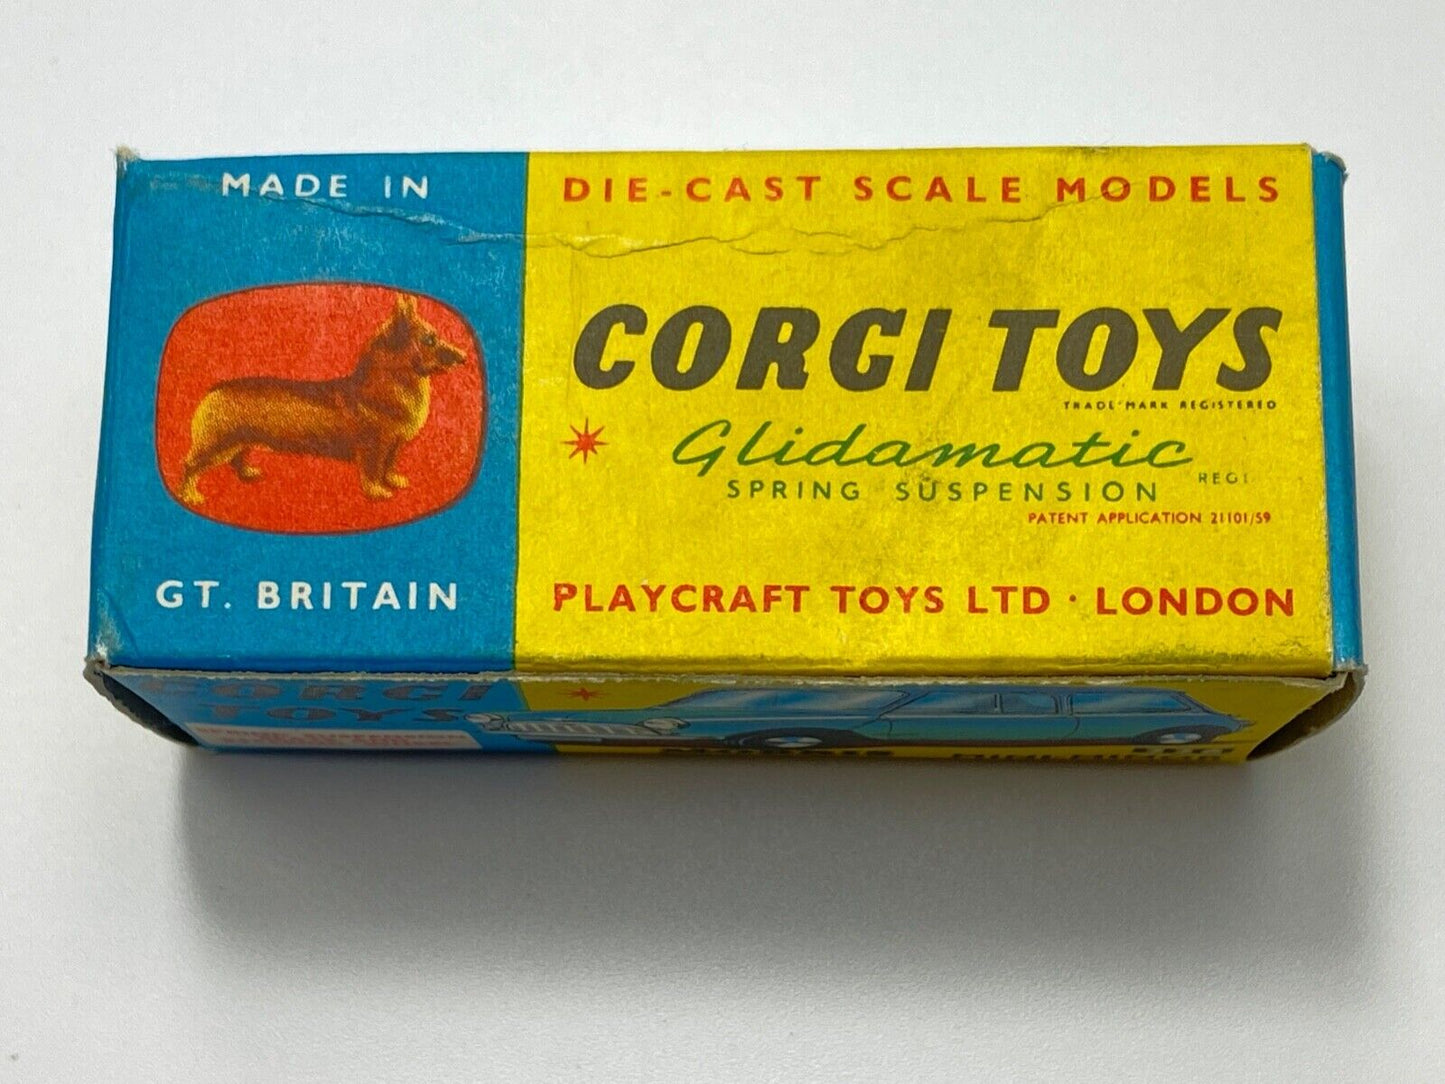 MADE IN
GT. BRITAIN
DIE-CAST SCALE MODELS
CORGI TOYS
TRADE MARK REGISTERED
Glidamatic
REGD
SPRING SUSPENSION
PATENT APPLICATION 21101/59
PLAYCRAFT TOYS LTD · LONDON
CORGI
TOYS